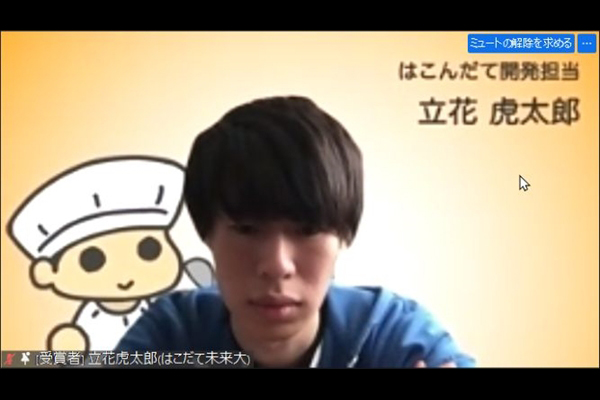 ミュートの解除を求める
...
はこんだて開発担当
立花 虎太郎
[受賞者] 立花虎太郎(はこだて未来大)